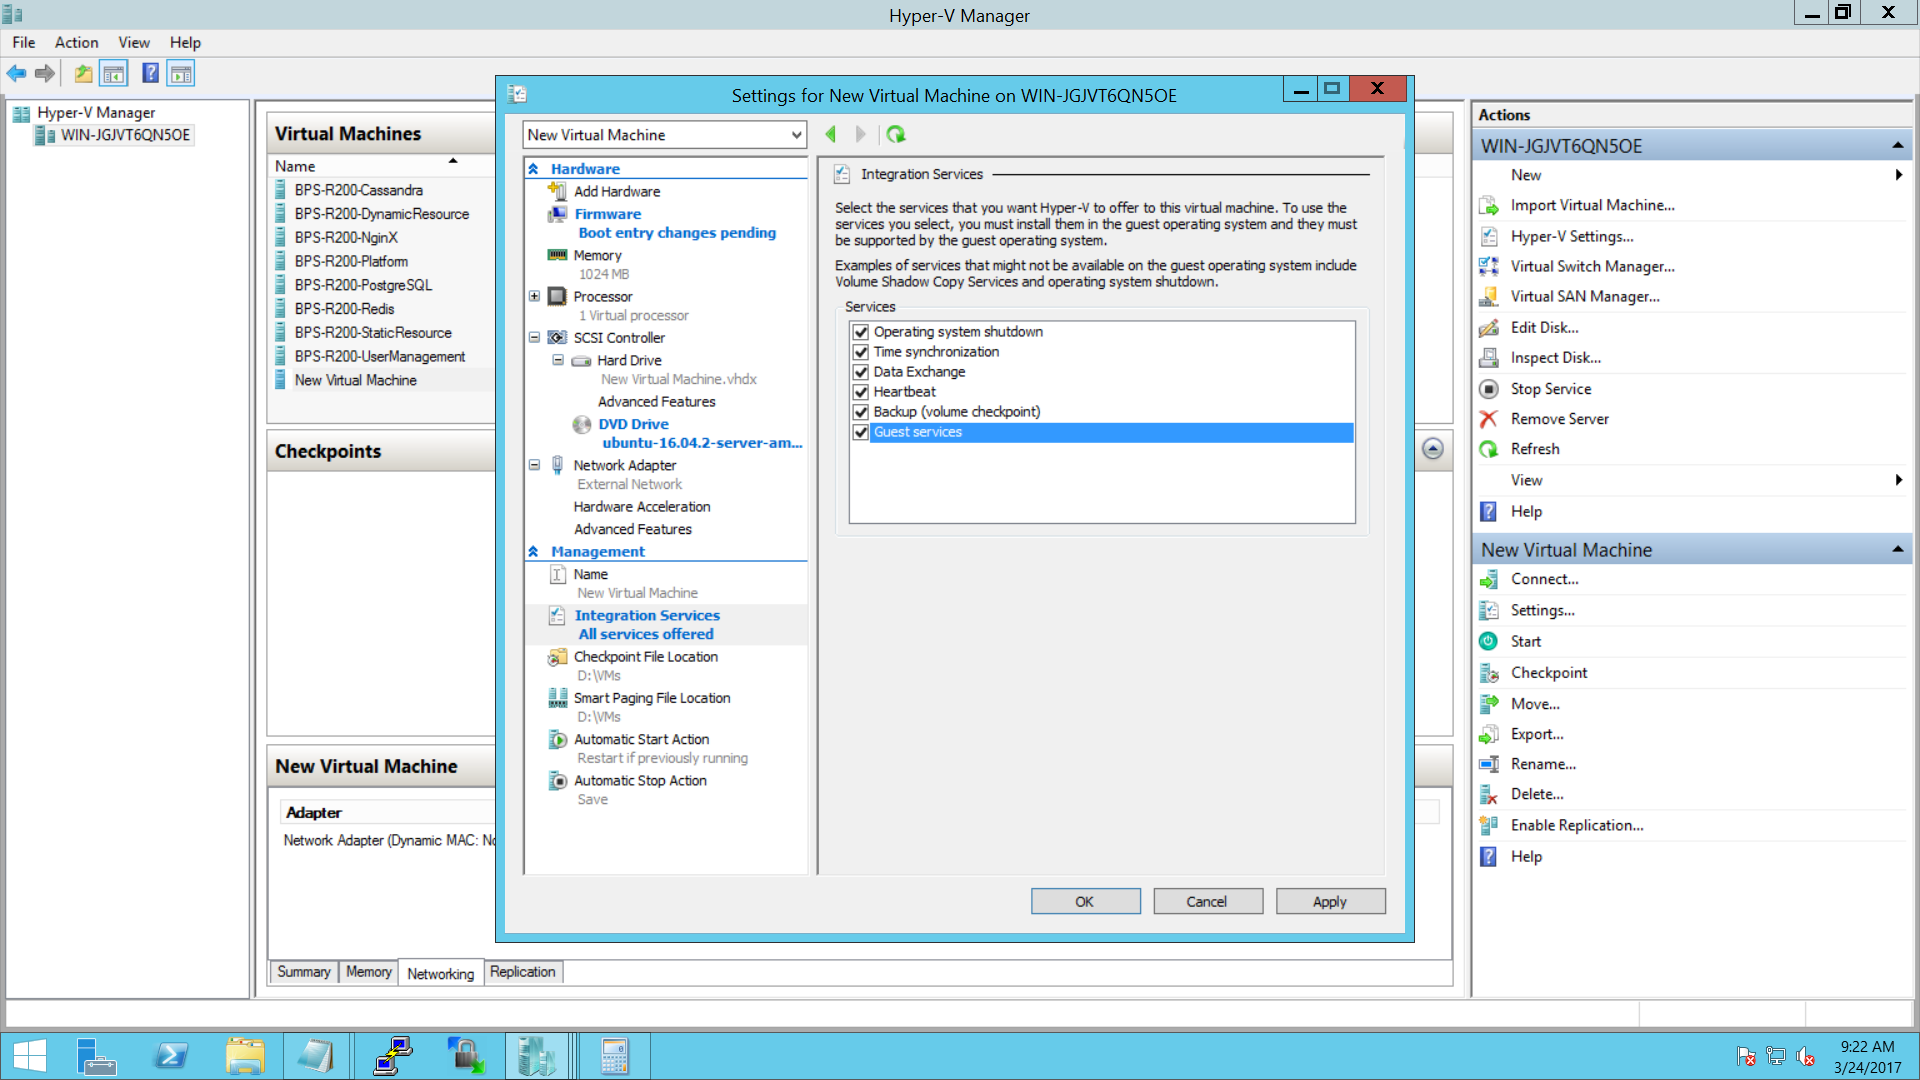 Hyper-V Manager
File Action View Help
Hyper-V Manager
WIN-JGJVT6QN5OE
Virtual Machines
Name
BPS-R200-Cassandra
BPS-R200-DynamicResource
BPS-R200-NginX
BPS-R200-Platform
BPS-R200-PostgreSQL
BPS-R200-Redis
BPS-R200-StaticResource
BPS-R200-UserManagement
New Virtual Machine
Checkpoints
New Virtual Machine
Adapter
Network Adapter (Dynamic MAC:
Summary Memory Networking Replication
Settings for New Virtual Machine on WIN-JGJVT6QN5OE
New Virtual Machine
Hardware
Add Hardware
Firmware
Boot entry changes pending
Memory
1024 MB
Processor
1 Virtual processor
SCSI Controller
Hard Drive
New Virtual Machine.vhdx
Advanced Features
DVD Drive
ubuntu-16.04.2-server-am...
Network Adapter
External Network
Hardware Acceleration
Advanced Features
Management
Name
New Virtual Machine
Integration Services
All services offered
Checkpoint File Location
D:\VMs
Smart Paging File Location
D:\VMs
Automatic Start Action
Restart if previously running
Automatic Stop Action
Save
Integration Services
Select the services that you want Hyper-V to offer to this virtual machine. To use the
services you select, you must install them in the guest operating system and they must
be supported by the guest operating system.
Examples of services that might not be available on the guest operating system include
Volume Shadow Copy Services and operating system shutdown.
Services
Operating system shutdown
Time synchronization
Data Exchange
Heartbeat
Backup (volume checkpoint)
Guest services
OK Cancel Apply
Actions
WIN-JGJVT6QN5OE
New
Import Virtual Machine...
Hyper-V Settings...
Virtual Switch Manager...
Virtual SAN Manager...
Edit Disk...
Inspect Disk...
Stop Service
Remove Server
Refresh
View
Help
New Virtual Machine
Connect...
Settings...
Start
Checkpoint
Move...
Export...
Rename...
Delete...
Enable Replication...
Help
9:22 AM
3/24/2017